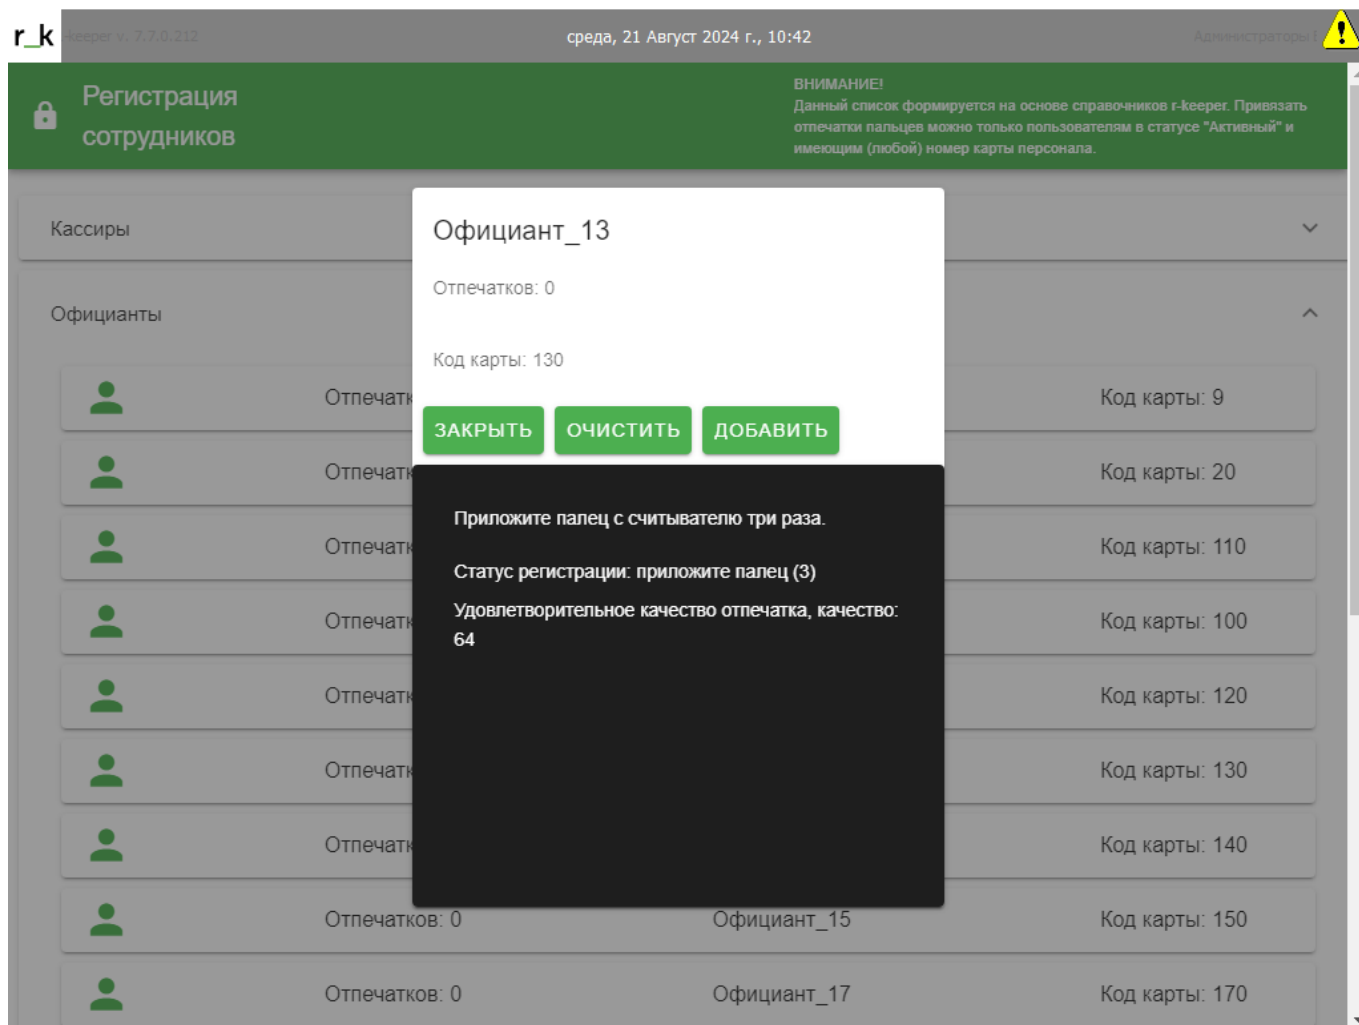 r_k
-keeper v. 7.7.0.212
среда, 21 Август 2024 г., 10:42
Администраторы
Регистрация
сотрудников
ВНИМАНИЕ!
Данный список формируется на основе справочников r-keeper. Привязать
отпечатки пальцев можно только пользователям в статусе "Активный" и
имеющим (любой) номер карты персонала.
Кассиры
Официанты
Официант_13
Отпечатков: 0
Код карты: 130
ЗАКРЫТЬ
ОЧИСТИТЬ
ДОБАВИТЬ
Приложите палец с считывателю три раза.
Статус регистрации: приложите палец (3)
Удовлетворительное качество отпечатка, качество:
64
Отпечатк
Код карты: 9
Отпечатк
Код карты: 20
Отпечатк
Код карты: 110
Отпечатк
Код карты: 100
Отпечатк
Код карты: 120
Отпечатк
Код карты: 130
Отпечатк
Код карты: 140
Отпечатков: 0
Официант_15
Код карты: 150
Отпечатков: 0
Официант_17
Код карты: 170